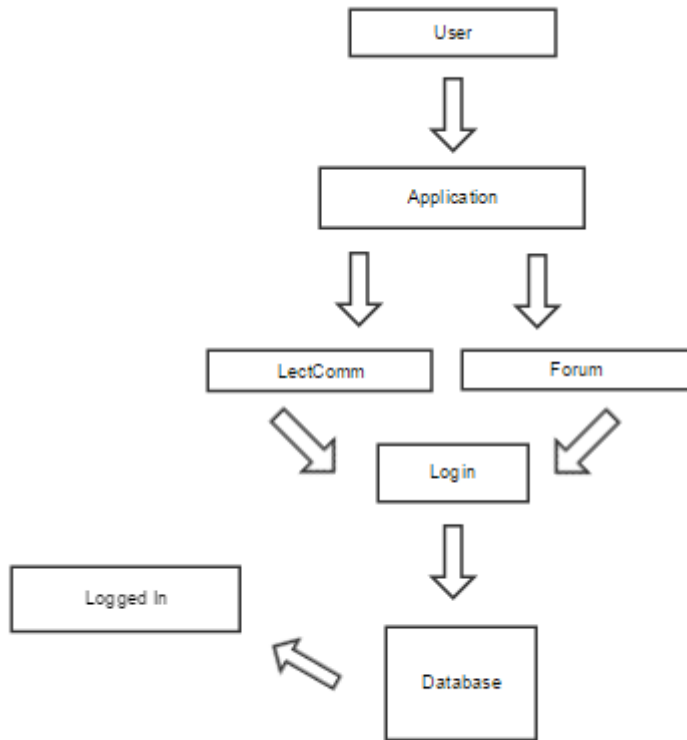 User
Application
LectComm
Forum
Login
Logged In
Database